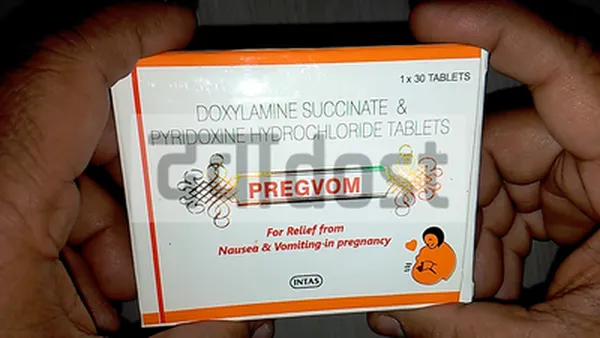 1 x 30 TABLETS
DOXYLAMINE SUCCINATE &
PYRIDOXINE HYDROCHLORIDE TABLETS
PREGVOM
For Relief from
Nausea & Vomiting-in pregnancy
INTAS